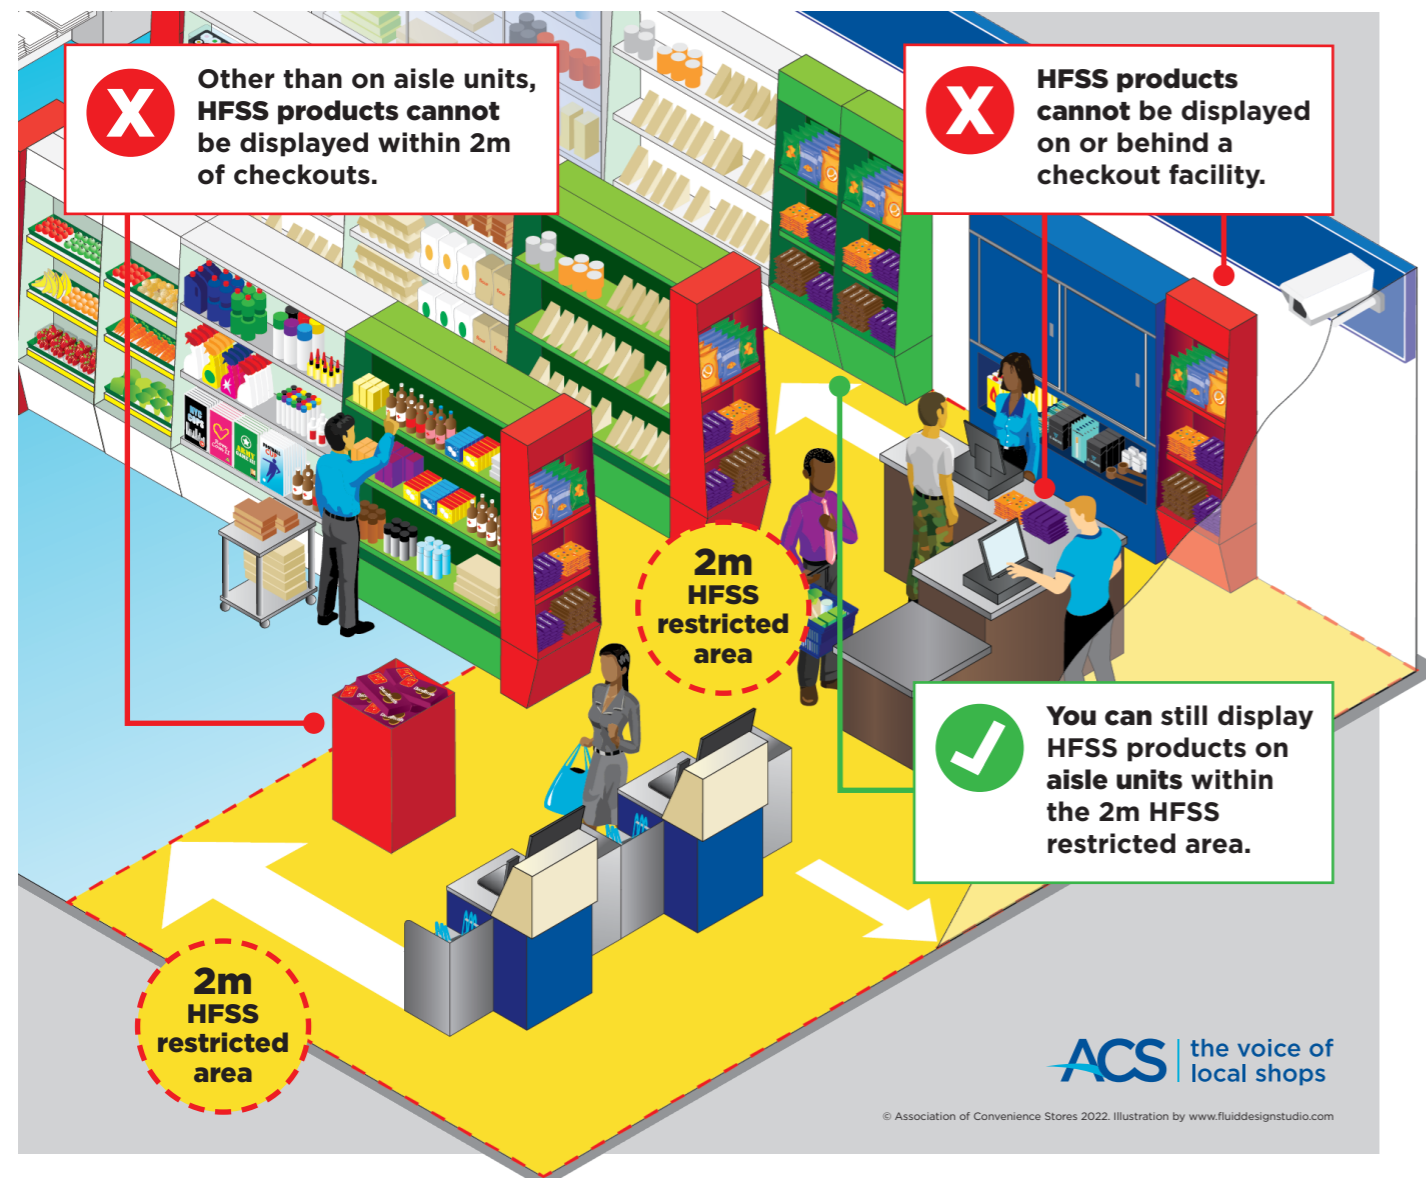 Other than on aisle units,
HFSS products cannot
be displayed within 2m
of checkouts.
HFSS products
cannot be displayed
on or behind a
checkout facility.
2m
HFSS
restricted
area
You can still display
HFSS products on
aisle units within
the 2m HFSS
restricted area.
2m
HFSS
restricted
area
ACS
the voice of
local shops
© Association of Convenience Stores 2022. Illustration by www.fluiddesignstudio.com